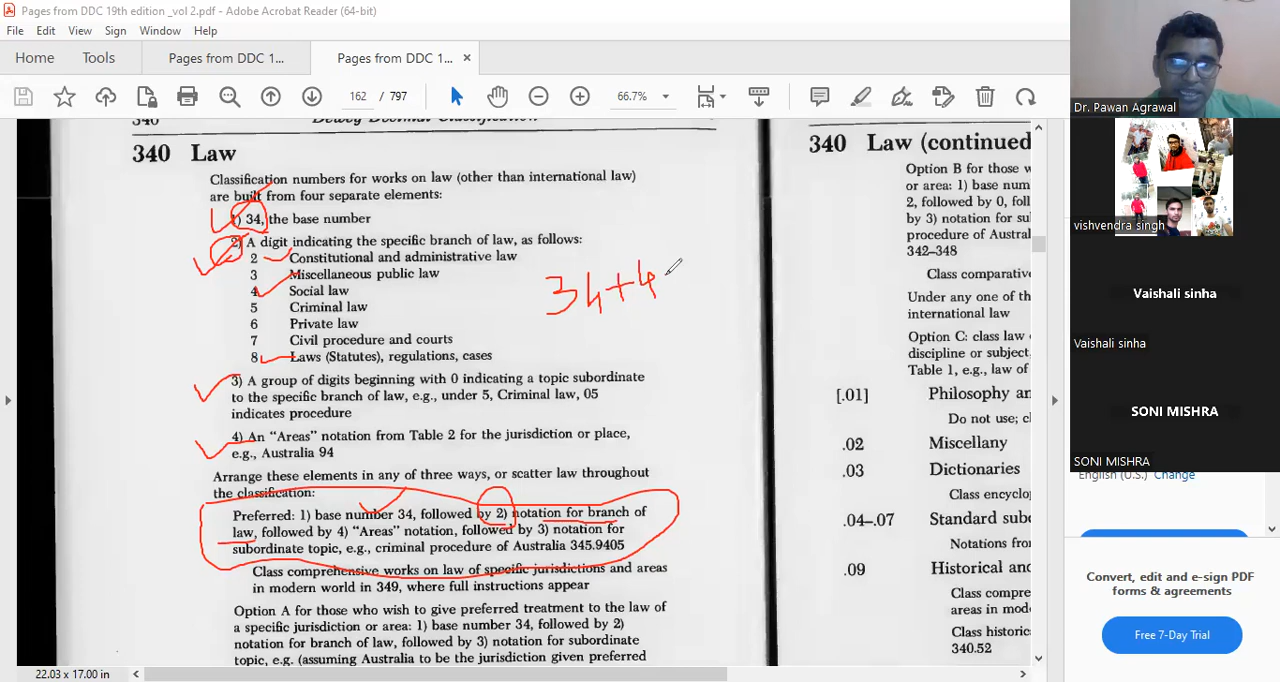 Pages from DDC 19th edition _vol 2.pdf - Adobe Acrobat Reader (64-bit)
File Edit View Sign Window Help
Home Tools Pages from DDC 1... Pages from DDC 1... ×
162 / 797 66.7%
340 Dewey Decimal Classification
340 Law
Classification numbers for works on law (other than international law)
are built from four separate elements:
1) 34, the base number
2) A digit indicating the specific branch of law, as follows:
2 Constitutional and administrative law
3 Miscellaneous public law
4 Social law
5 Criminal law
6 Private law
7 Civil procedure and courts
8 Laws (Statutes), regulations, cases
3) A group of digits beginning with 0 indicating a topic subordinate
to the specific branch of law, e.g., under 5, Criminal law, 05
indicates procedure
4) An “Areas” notation from Table 2 for the jurisdiction or place,
e.g., Australia 94
Arrange these elements in any of three ways, or scatter law throughout
the classification:
Preferred: 1) base number 34, followed by 2) notation for branch of
law, followed by 4) “Areas” notation, followed by 3) notation for
subordinate topic, e.g., criminal procedure of Australia 345.9405
Class comprehensive works on law of specific jurisdictions and areas
in modern world in 349, where full instructions appear
Option A for those who wish to give preferred treatment to the law of
a specific jurisdiction or area: 1) base number 34, followed by 2)
notation for branch of law, followed by 3) notation for subordinate
topic, e.g. (assuming Australia to be the jurisdiction given preferred
34+4
340 Law (continued
Option B for those w
or area: 1) base num
2, followed by 0, foll
by 3) notation for su
procedure of Austral
342-348
Class comparative
Under any one of th
international law
Option C: class law
discipline or subject,
Table 1, e.g., law of
[.01] Philosophy an
Do not use; cl
.02 Miscellany
.03 Dictionaries
Class encyclo
.04-.07 Standard sub
Notations from
.09 Historical and
Class compre
areas in mod
Class historic
340.52
22.03 x 17.00 in
Dr. Pawan Agrawal
vishvendra singh
Vaishali sinha
Vaishali sinha
SONI MISHRA
SONI MISHRA
English (U.S.) Change
Convert, edit and e-sign PDF
forms & agreements
Free 7-Day Trial